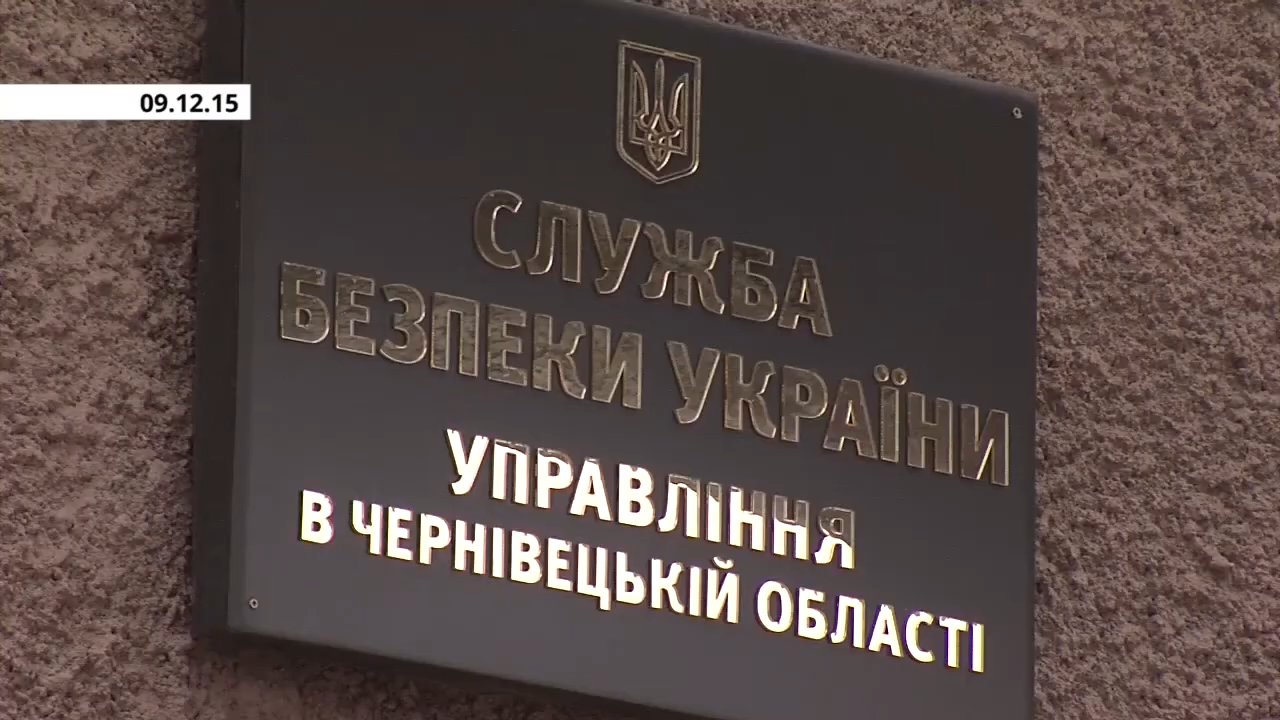 09.12.15
СЛУЖБА
БЕЗПЕКИ УКРАЇНИ
УПРАВЛІННЯ
В ЧЕРНІВЕЦЬКІЙ ОБЛАСТІ